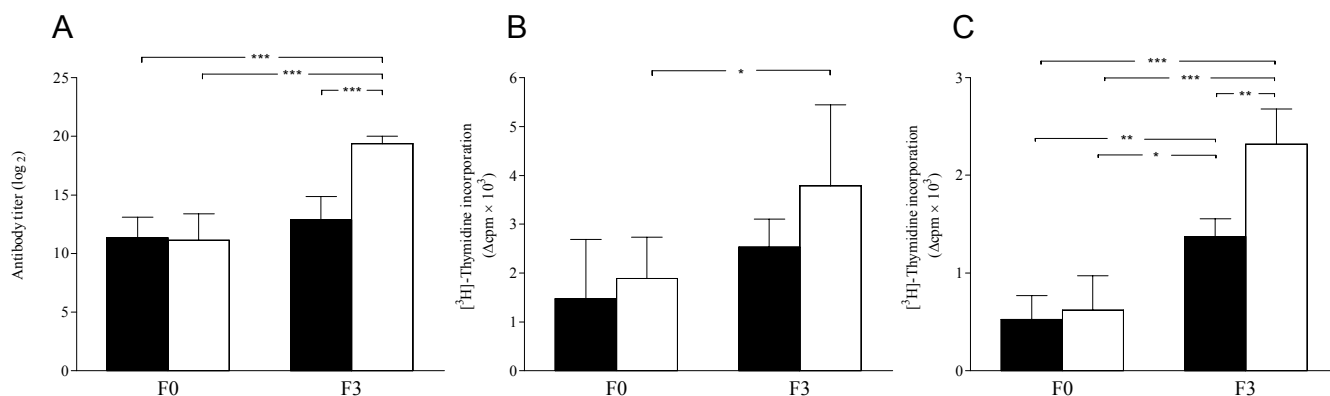 A
***
***
***
25
20
15
10
5
0
Antibody titer (log 2)
F0
F3
B
*
6
5
4
3
2
1
0
[³H]-Thymidine incorporation
(Δcpm × 10³)
F0
F3
C
***
***
**
**
*
3
2
1
0
[³H]-Thymidine incorporation
(Δcpm × 10³)
F0
F3